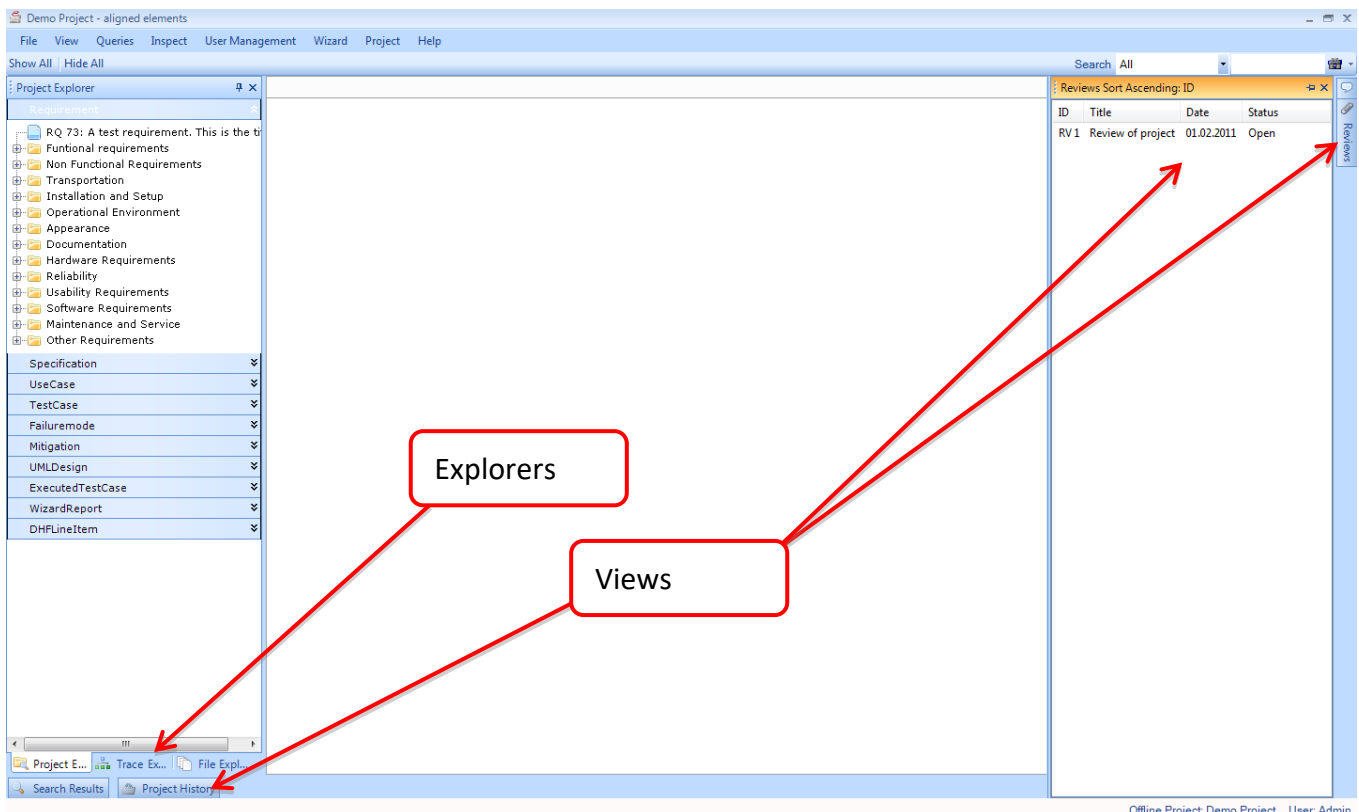 Demo Project - aligned elements
File View Queries Inspect User Management Wizard Project Help
Show All Hide All
Search All
Project Explorer
Requirement
RQ 73: A test requirement. This is the ti
Funtional requirements
Non Functional Requirements
Transportation
Installation and Setup
Operational Environment
Appearance
Documentation
Hardware Requirements
Reliability
Usability Requirements
Software Requirements
Maintenance and Service
Other Requirements
Specification
UseCase
TestCase
Failuremode
Mitigation
UMLDesign
ExecutedTestCase
WizardReport
DHFLineItem
Project E... Trace Ex... File Expl...
Search Results Project History
Explorers
Views
Reviews Sort Ascending: ID
ID Title Date Status
RV 1 Review of project 01.02.2011 Open
Reviews
Offline Project: Demo Project User: Admin